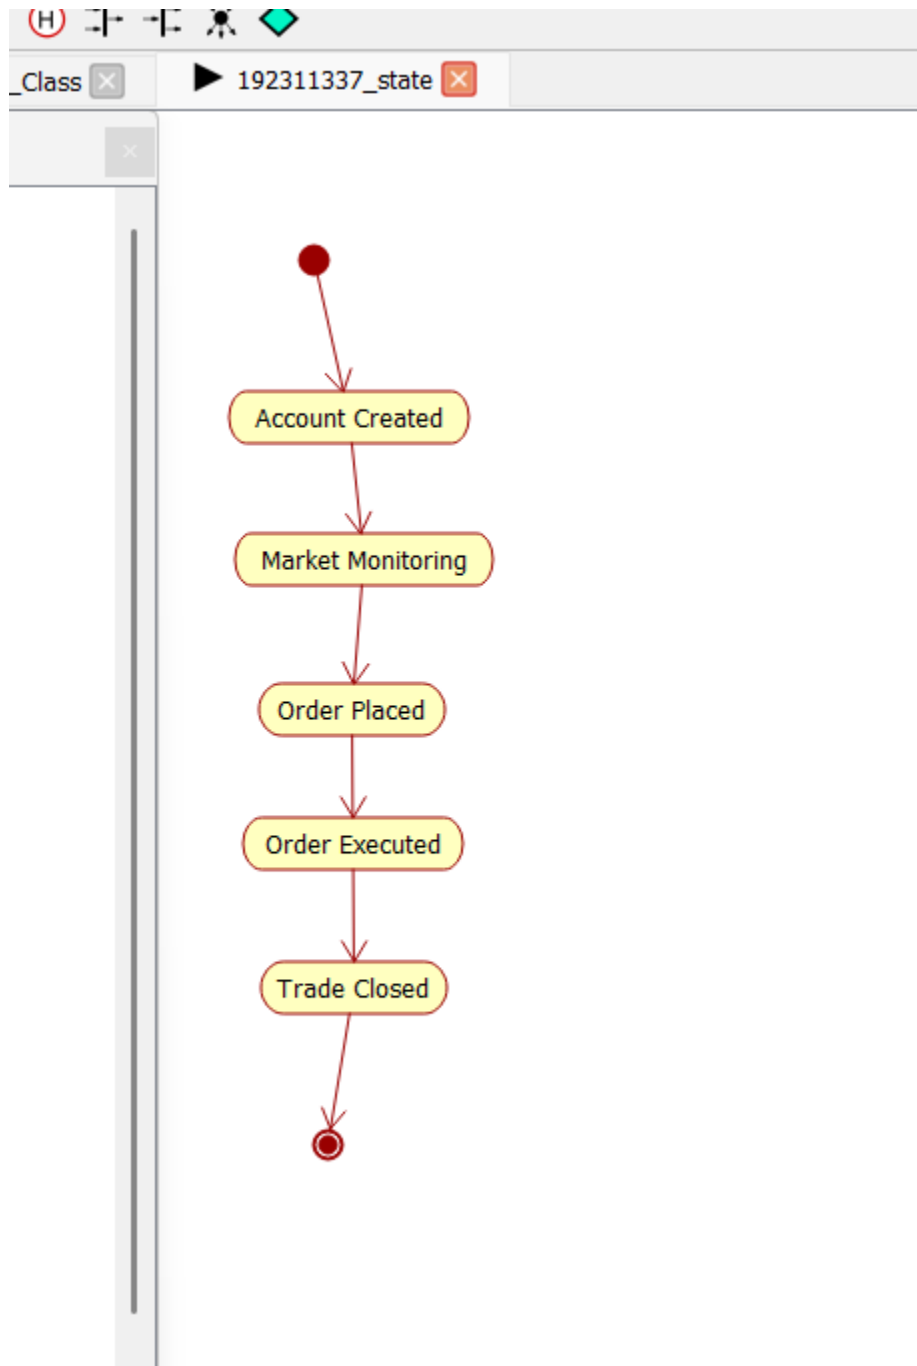 H
_Class
192311337_state
Account Created
Market Monitoring
Order Placed
Order Executed
Trade Closed